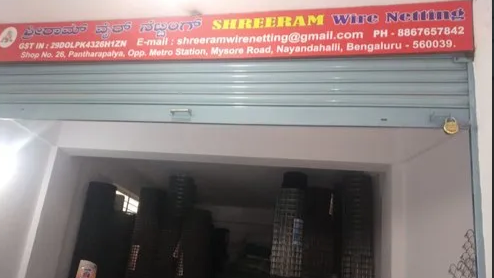 ಶ್ರೀರಾಮ್ ವೈರ್ ನೆಟ್ಟಿಂಗ್ SHREERAM Wire Netting
GST IN : 29DOLPK4326H1ZN E-mail : shreeramwirenetting@gmail.com PH - 8867657842
Shop No. 26, Pantharapalya, Opp. Metro Station, Mysore Road, Nayandahalli, Bengaluru - 560039.